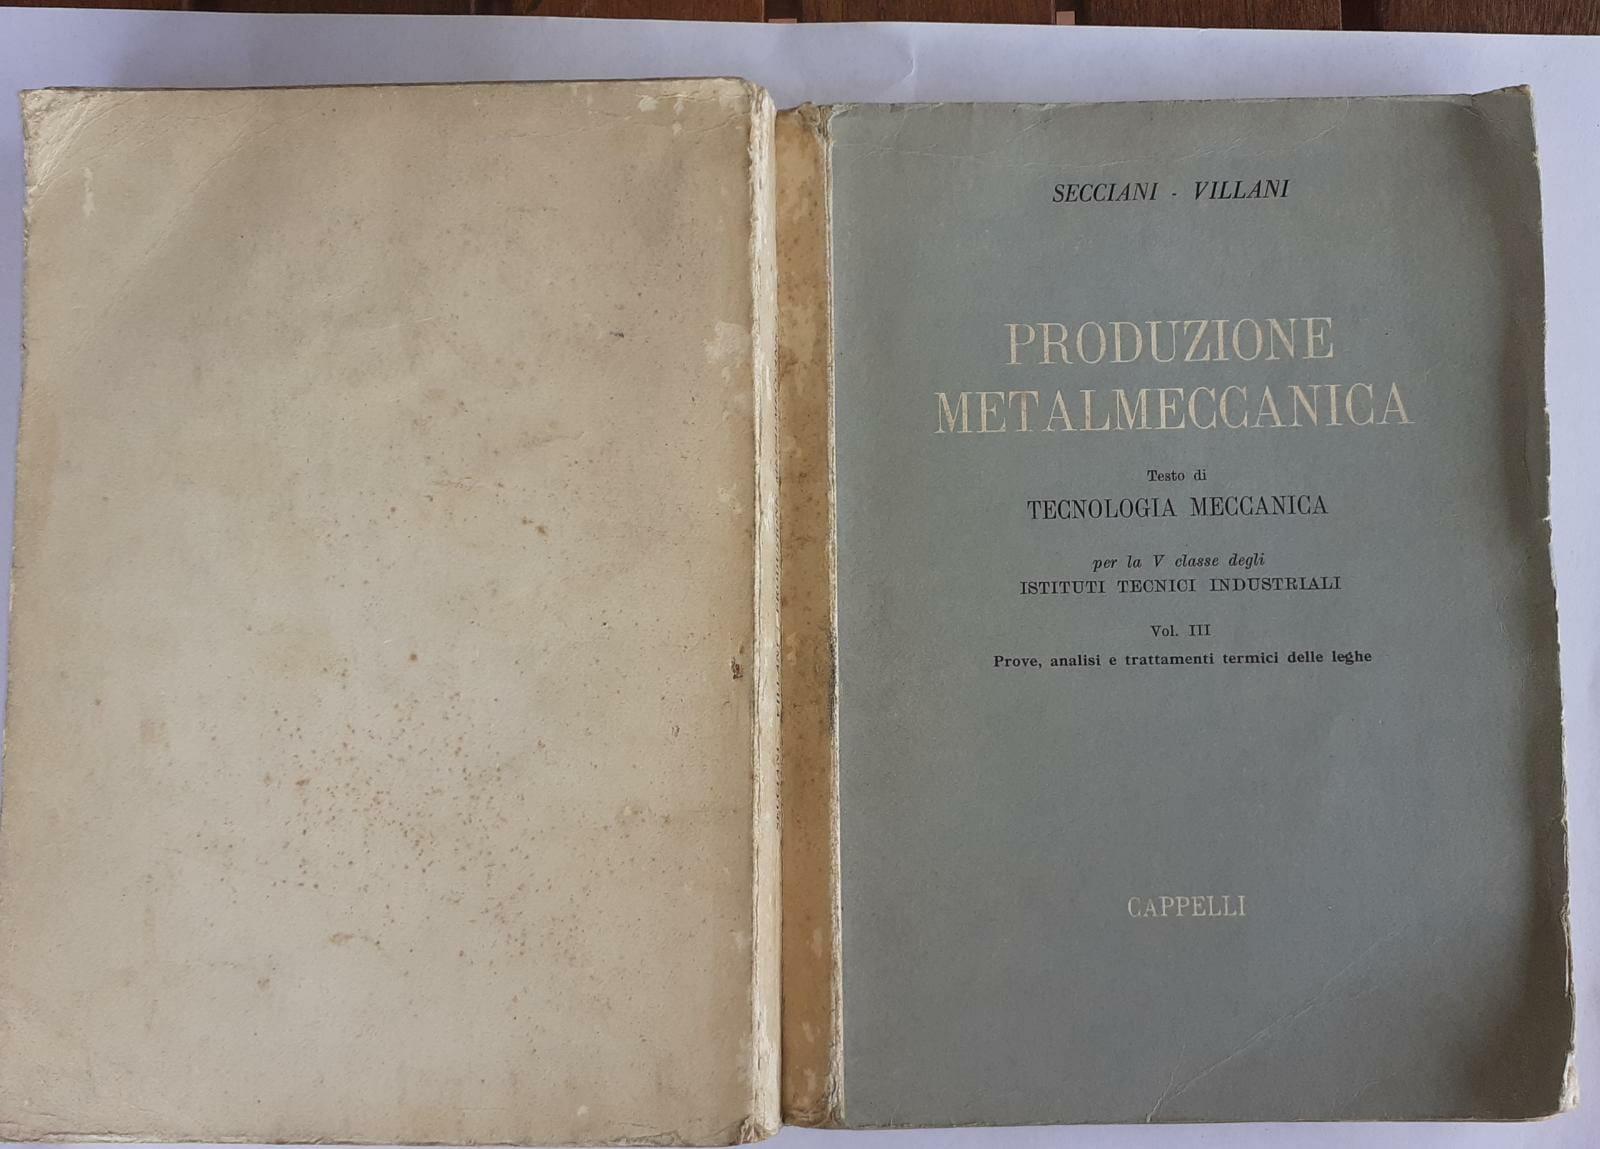 SECCIANI - VILLANI
PRODUZIONE
METALMECCANICA
Testo di
TECNOLOGIA MECCANICA
per la V classe degli
ISTITUTI TECNICI INDUSTRIALI
Vol. III
Prove, analisi e trattamenti termici delle leghe
CAPPELLI